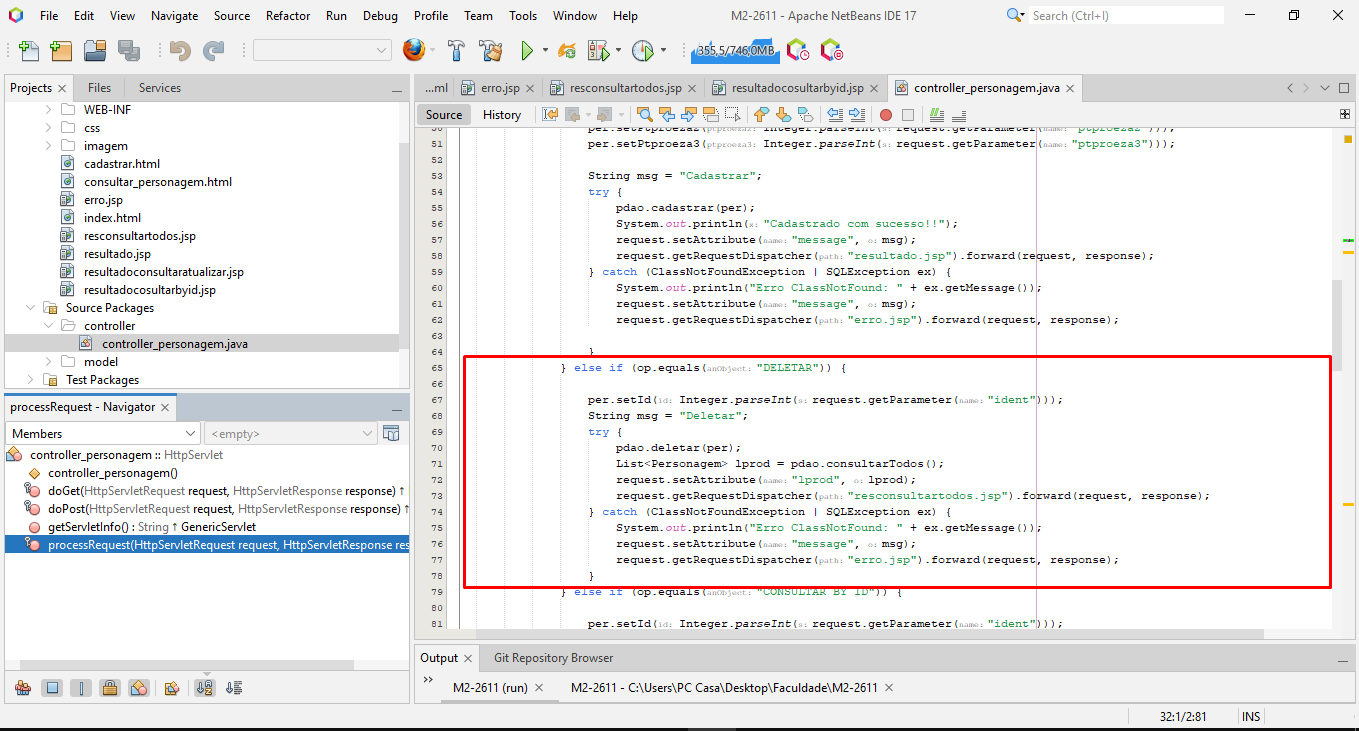 File Edit View Navigate Source Refactor Run Debug Profile Team Tools Window Help M2-2611 - Apache NetBeans IDE 17 Search (Ctrl+I)
355,5/746,0MB
Projects Files Services
WEB-INF
css
imagem
cadastrar.html
consultar_personagem.html
erro.jsp
index.html
resconsultartodos.jsp
resultado.jsp
resultadoconsultaratualizar.jsp
resultadocosultarbyid.jsp
Source Packages
controller
controller_personagem.java
model
Test Packages
processRequest - Navigator
Members <empty>
controller_personagem :: HttpServlet
controller_personagem()
doGet(HttpServletRequest request, HttpServletResponse response) ↑
doPost(HttpServletRequest request, HttpServletResponse response) ↑
getServletInfo() : String ↑ GenericServlet
processRequest(HttpServletRequest request, HttpServletResponse res
...ml erro.jsp resconsultartodos.jsp resultadocosultarbyid.jsp controller_personagem.java
Source History
50 per.setPtproeza2(ptproeza2: Integer.parseInt(s: request.getParameter(name: "ptproeza2")));
51 per.setPtproeza3(ptproeza3: Integer.parseInt(s: request.getParameter(name: "ptproeza3")));
52
53 String msg = "Cadastrar";
54 try {
55 pdao.cadastrar(per);
56 System.out.println(x: "Cadastrado com sucesso!!");
57 request.setAttribute(name: "message", o: msg);
58 request.getRequestDispatcher(path: "resultado.jsp").forward(request, response);
59 } catch (ClassNotFoundException | SQLException ex) {
60 System.out.println("Erro ClassNotFound: " + ex.getMessage());
61 request.setAttribute(name: "message", o: msg);
62 request.getRequestDispatcher(path: "erro.jsp").forward(request, response);
63
64 }
65 } else if (op.equals(anObject: "DELETAR")) {
66
67 per.setId(id: Integer.parseInt(s: request.getParameter(name: "ident")));
68 String msg = "Deletar";
69 try {
70 pdao.deletar(per);
71 List<Personagem> lprod = pdao.consultarTodos();
72 request.setAttribute(name: "lprod", o: lprod);
73 request.getRequestDispatcher(path: "resconsultartodos.jsp").forward(request, response);
74 } catch (ClassNotFoundException | SQLException ex) {
75 System.out.println("Erro ClassNotFound: " + ex.getMessage());
76 request.setAttribute(name: "message", o: msg);
77 request.getRequestDispatcher(path: "erro.jsp").forward(request, response);
78 }
79 } else if (op.equals(anObject: "CONSULTAR BY ID")) {
80
81 per.setId(id: Integer.parseInt(s: request.getParameter(name: "ident")));
Output Git Repository Browser
M2-2611 (run) M2-2611 - C:\Users\PC Casa\Desktop\Faculdade\M2-2611
32:1/2:81 INS